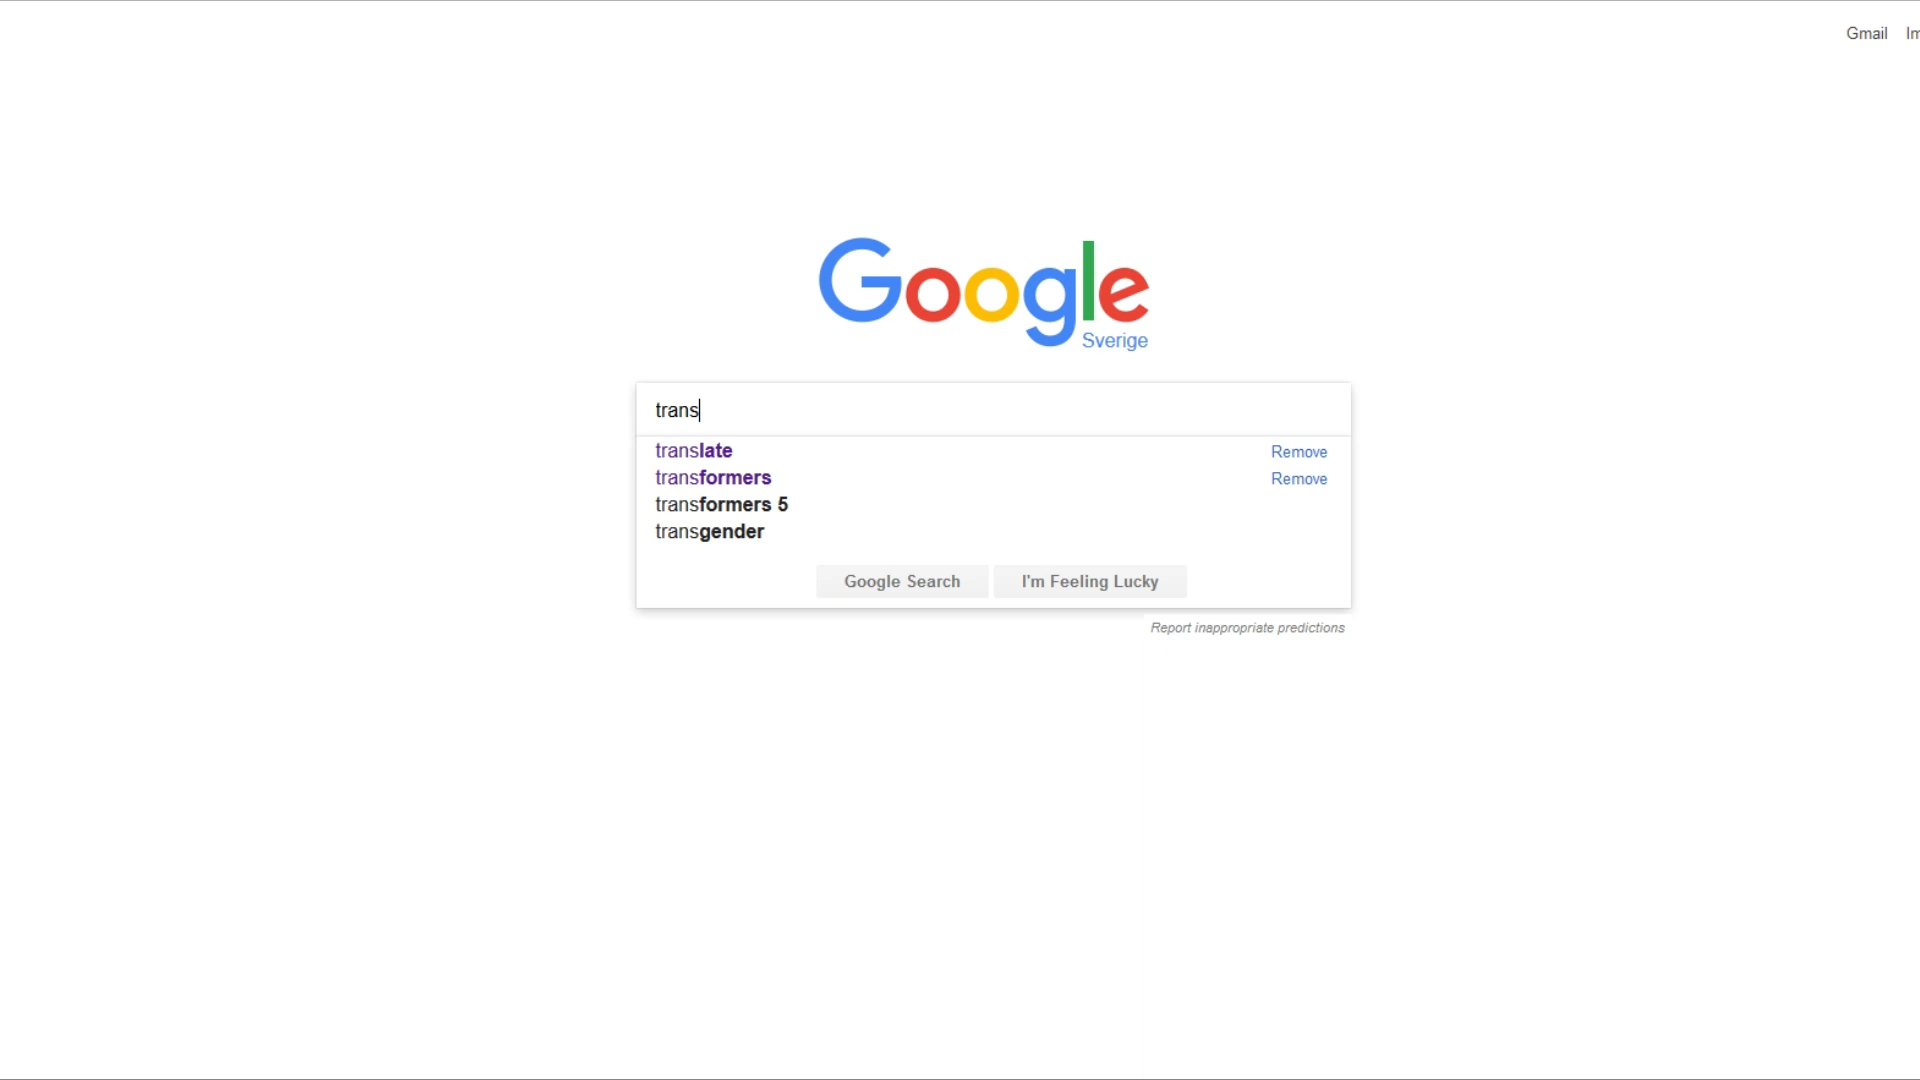 Gmail
Google
Sverige
trans
translate Remove
transformers Remove
transformers 5
transgender
Google Search I'm Feeling Lucky
Report inappropriate predictions